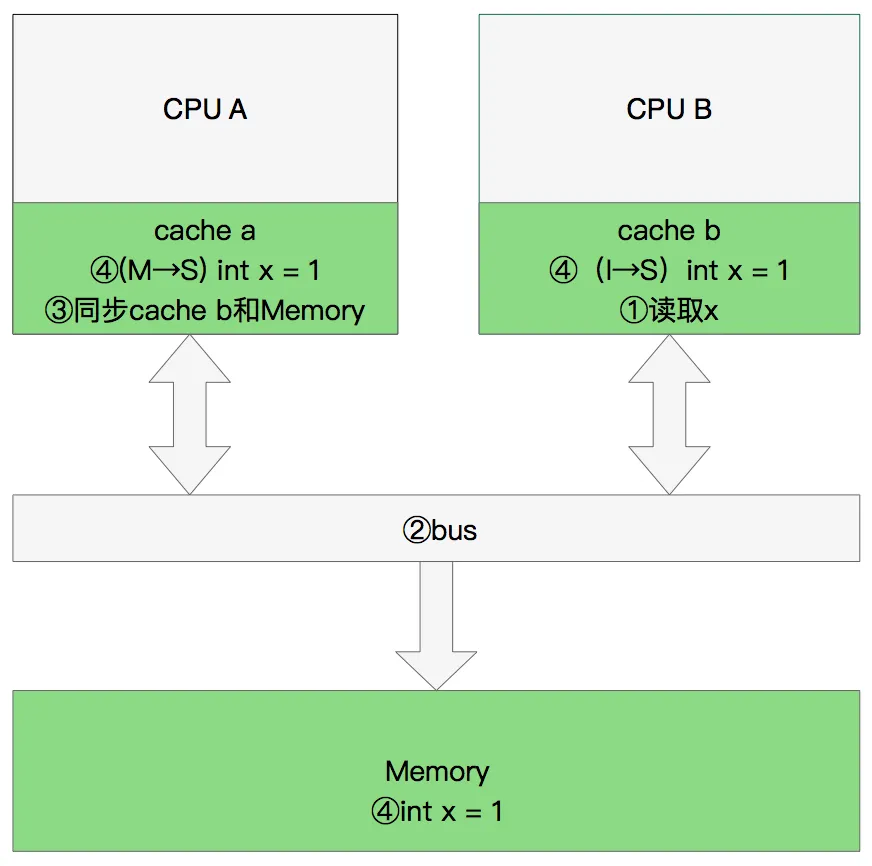 CPU A
cache a
④(M→S) int x = 1
③同步cache b和Memory
CPU B
cache b
④（I→S）int x = 1
①读取x
②bus
Memory
④int x = 1